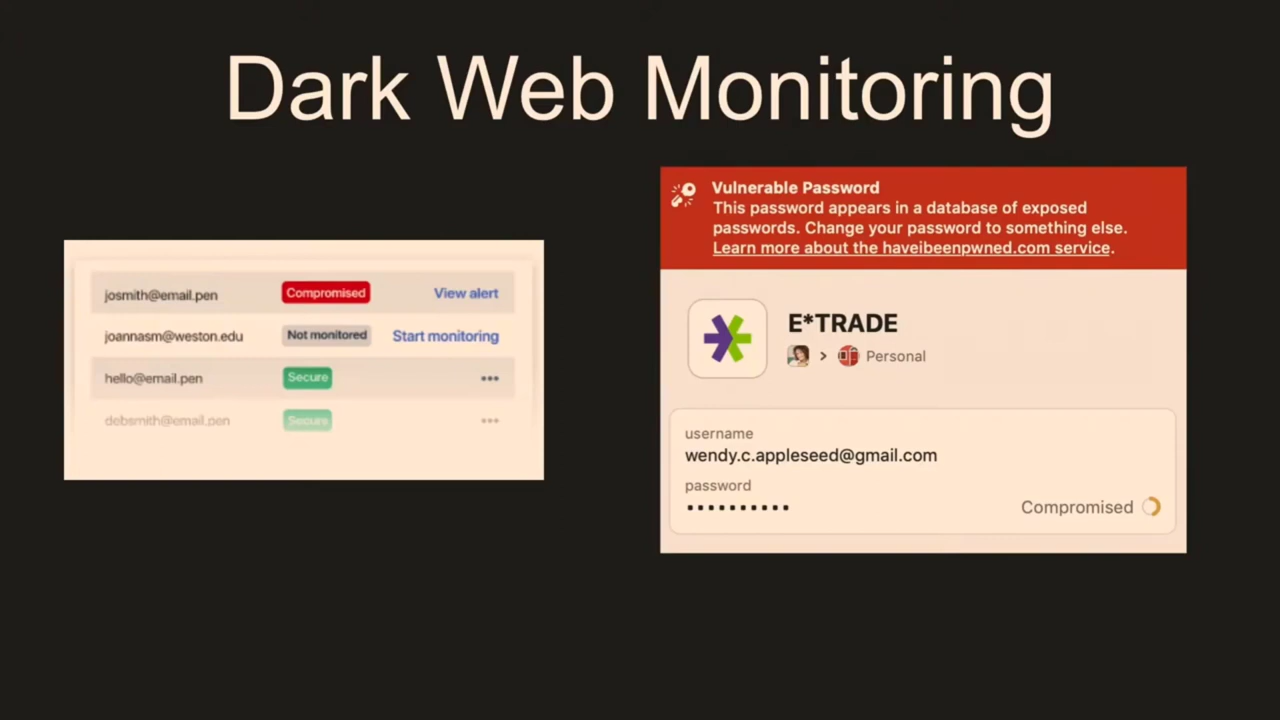 Dark Web Monitoring
josmith@email.pen Compromised View alert
joannasm@weston.edu Not monitored Start monitoring
hello@email.pen Secure •••
debsmith@email.pen Secure •••
Vulnerable Password
This password appears in a database of exposed
passwords. Change your password to something else.
Learn more about the haveibeenpwned.com service.
E*TRADE
> Personal
username
wendy.c.appleseed@gmail.com
password
••••••••••
Compromised